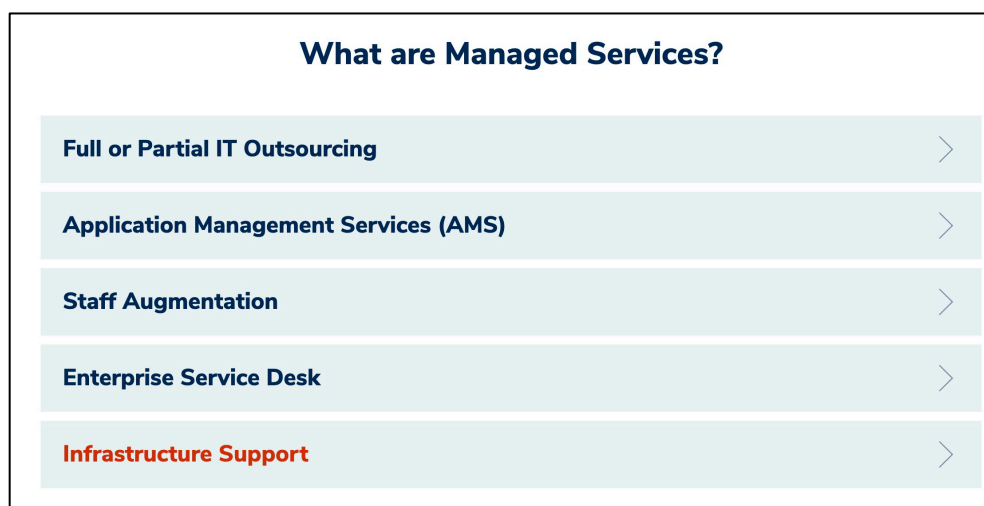 What are Managed Services?
Full or Partial IT Outsourcing
Application Management Services (AMS)
Staff Augmentation
Enterprise Service Desk
Infrastructure Support